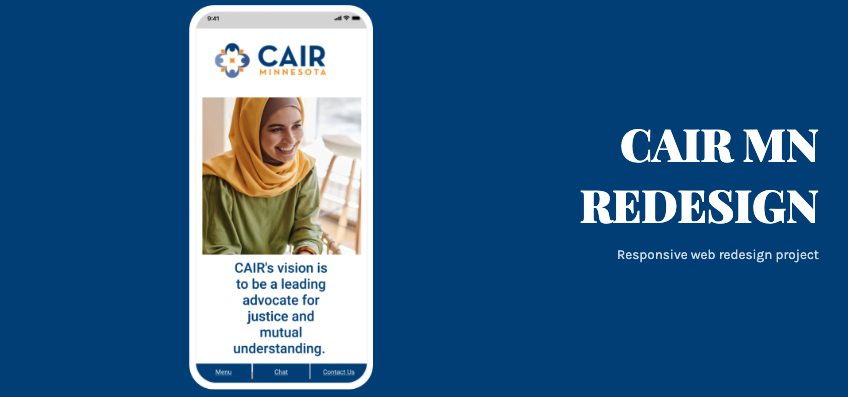 9:41
CAIR
MINNESOTA
CAIR's vision is
to be a leading
advocate for
justice and
mutual
understanding.
Menu
Chat
Contact Us
CAIR MN
REDESIGN
Responsive web redesign project